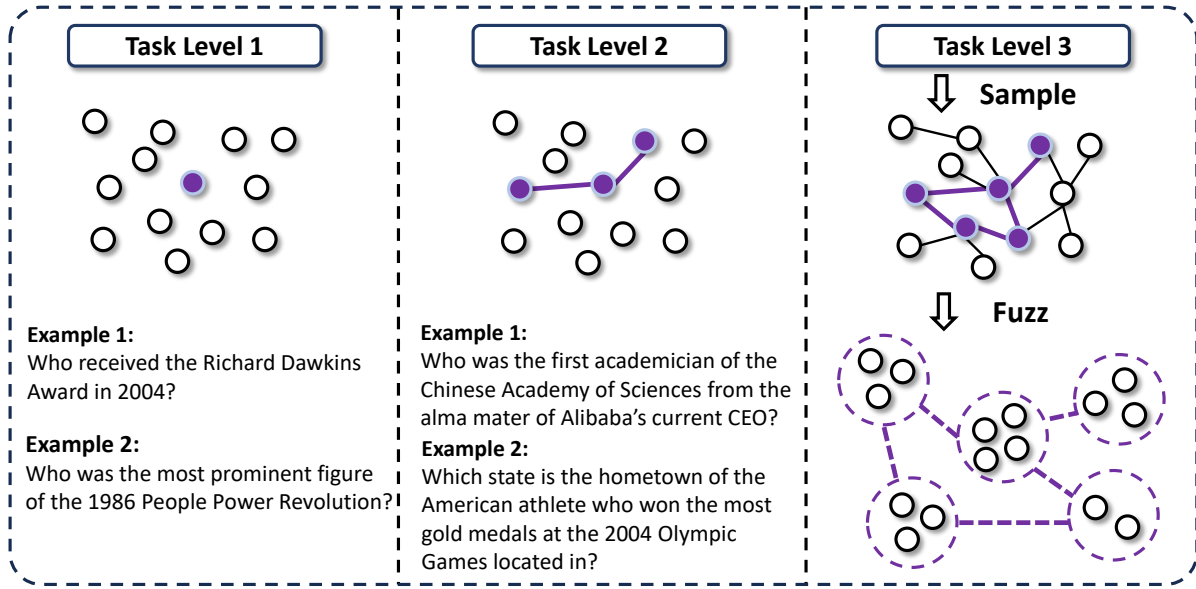 Task Level 1
Example 1:
Who received the Richard Dawkins
Award in 2004?
Example 2:
Who was the most prominent figure
of the 1986 People Power Revolution?
Task Level 2
Example 1:
Who was the first academician of the
Chinese Academy of Sciences from the
alma mater of Alibaba's current CEO?
Example 2:
Which state is the hometown of the
American athlete who won the most
gold medals at the 2004 Olympic
Games located in?
Task Level 3
Sample
Fuzz